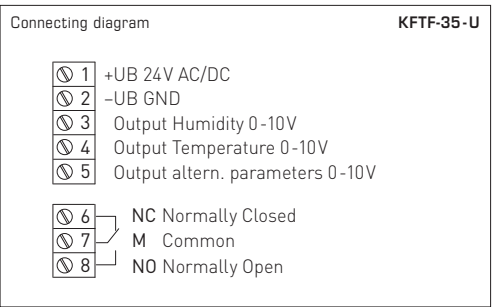 Connecting diagram KFTF-35-U
1 +UB 24V AC/DC
2 –UB GND
3 Output Humidity 0-10V
4 Output Temperature 0-10V
5 Output altern. parameters 0-10V
6 NC Normally Closed
7 M Common
8 NO Normally Open